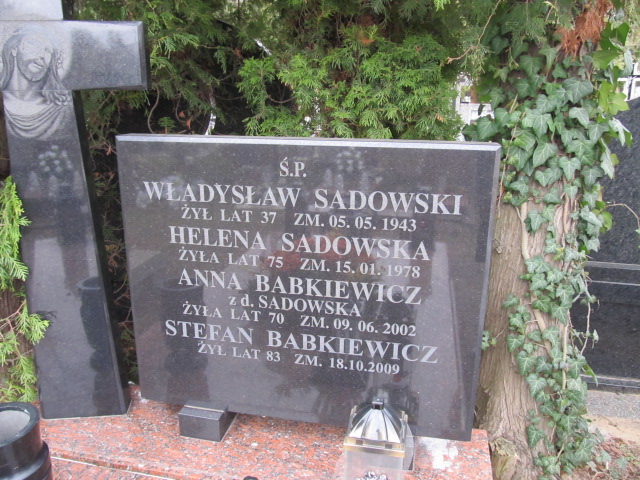 Ś.P.
WŁADYSŁAW SADOWSKI
ŻYŁ LAT 37 ZM. 05.05.1943
HELENA SADOWSKA
ŻYŁA LAT 75 ZM. 15.01.1978
ANNA BABKIEWICZ
z d. SADOWSKA
ŻYŁA LAT 70 ZM. 09.06.2002
STEFAN BABKIEWICZ
ŻYŁ LAT 83 ZM. 18.10.2009